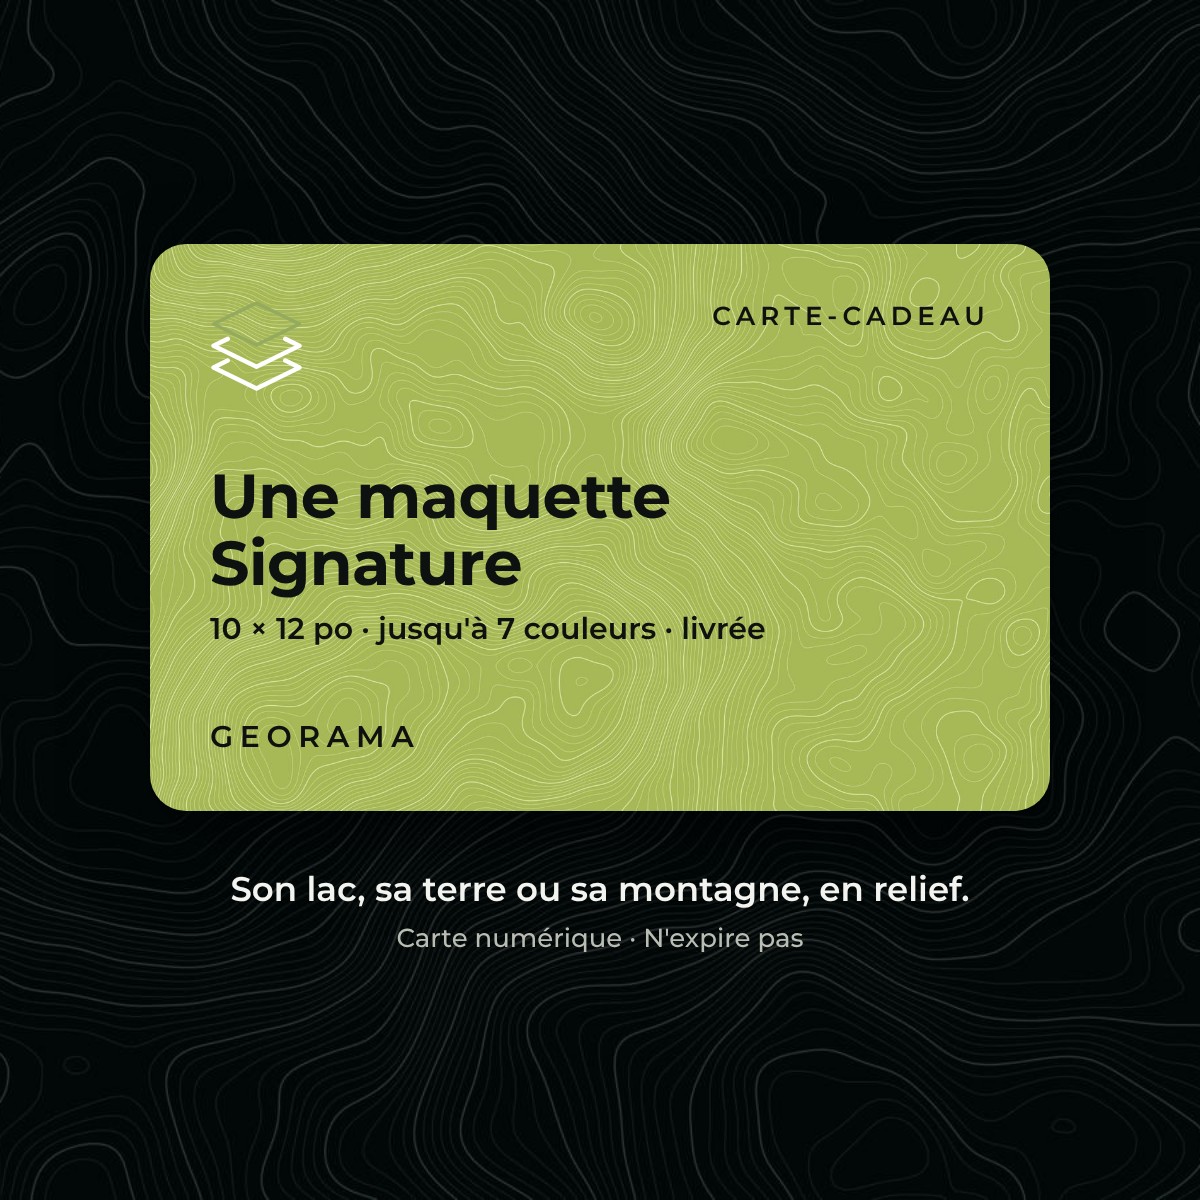 CARTE-CADEAU
Une maquette
Signature
10 × 12 po · jusqu'à 7 couleurs · livrée
GEORAMA
Son lac, sa terre ou sa montagne, en relief.
Carte numérique · N'expire pas